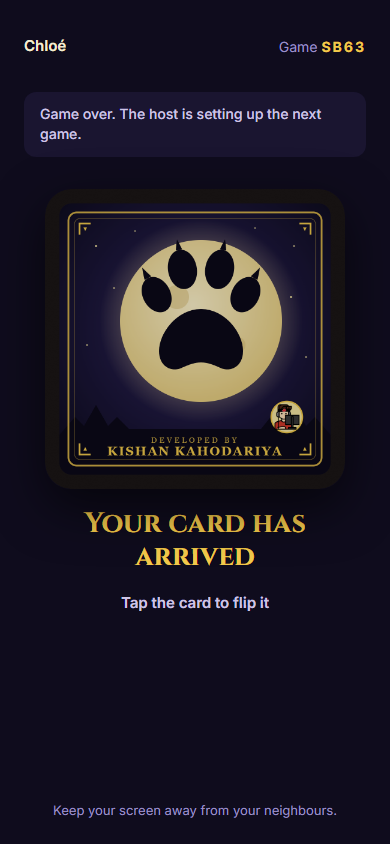 Chloé
Game SB63
Game over. The host is setting up the next
game.
DEVELOPED BY
KISHAN KAHODARIYA
Your card has
arrived
Tap the card to flip it
Keep your screen away from your neighbours.